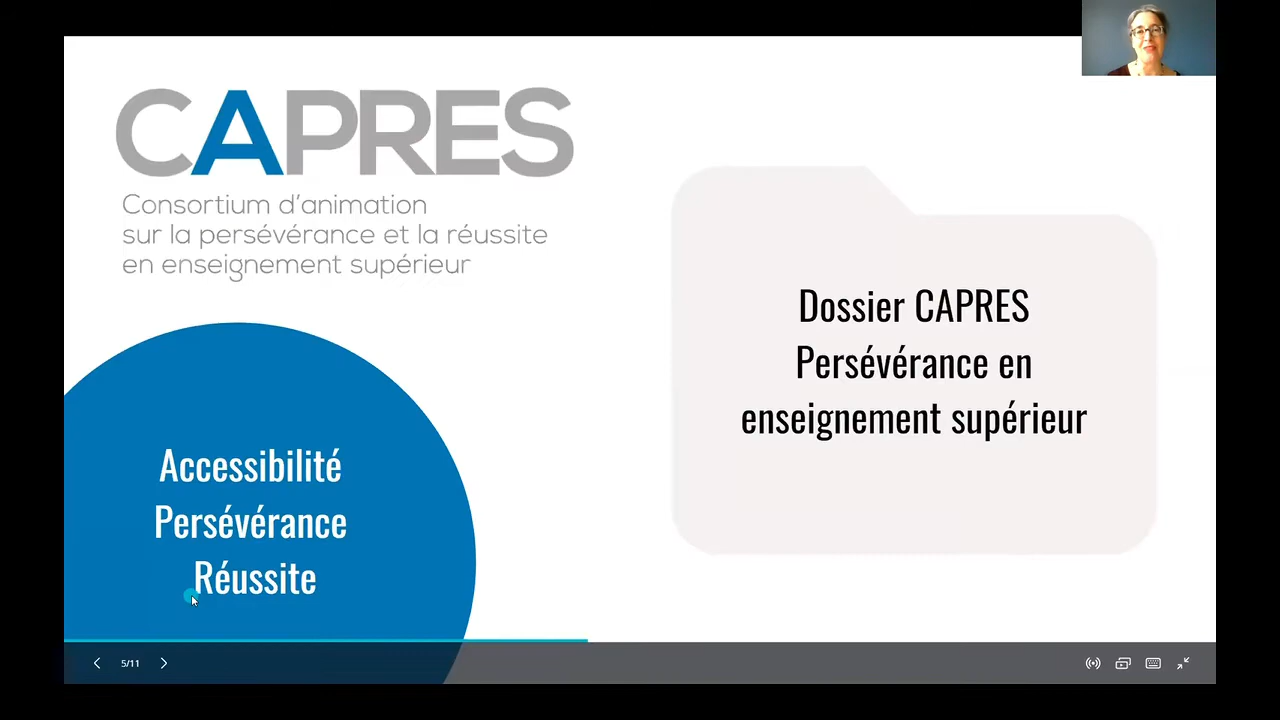 CAPRES
Consortium d'animation
sur la persévérance et la réussite
en enseignement supérieur
Dossier CAPRES
Persévérance en
enseignement supérieur
Accessibilité
Persévérance
Réussite
5/11